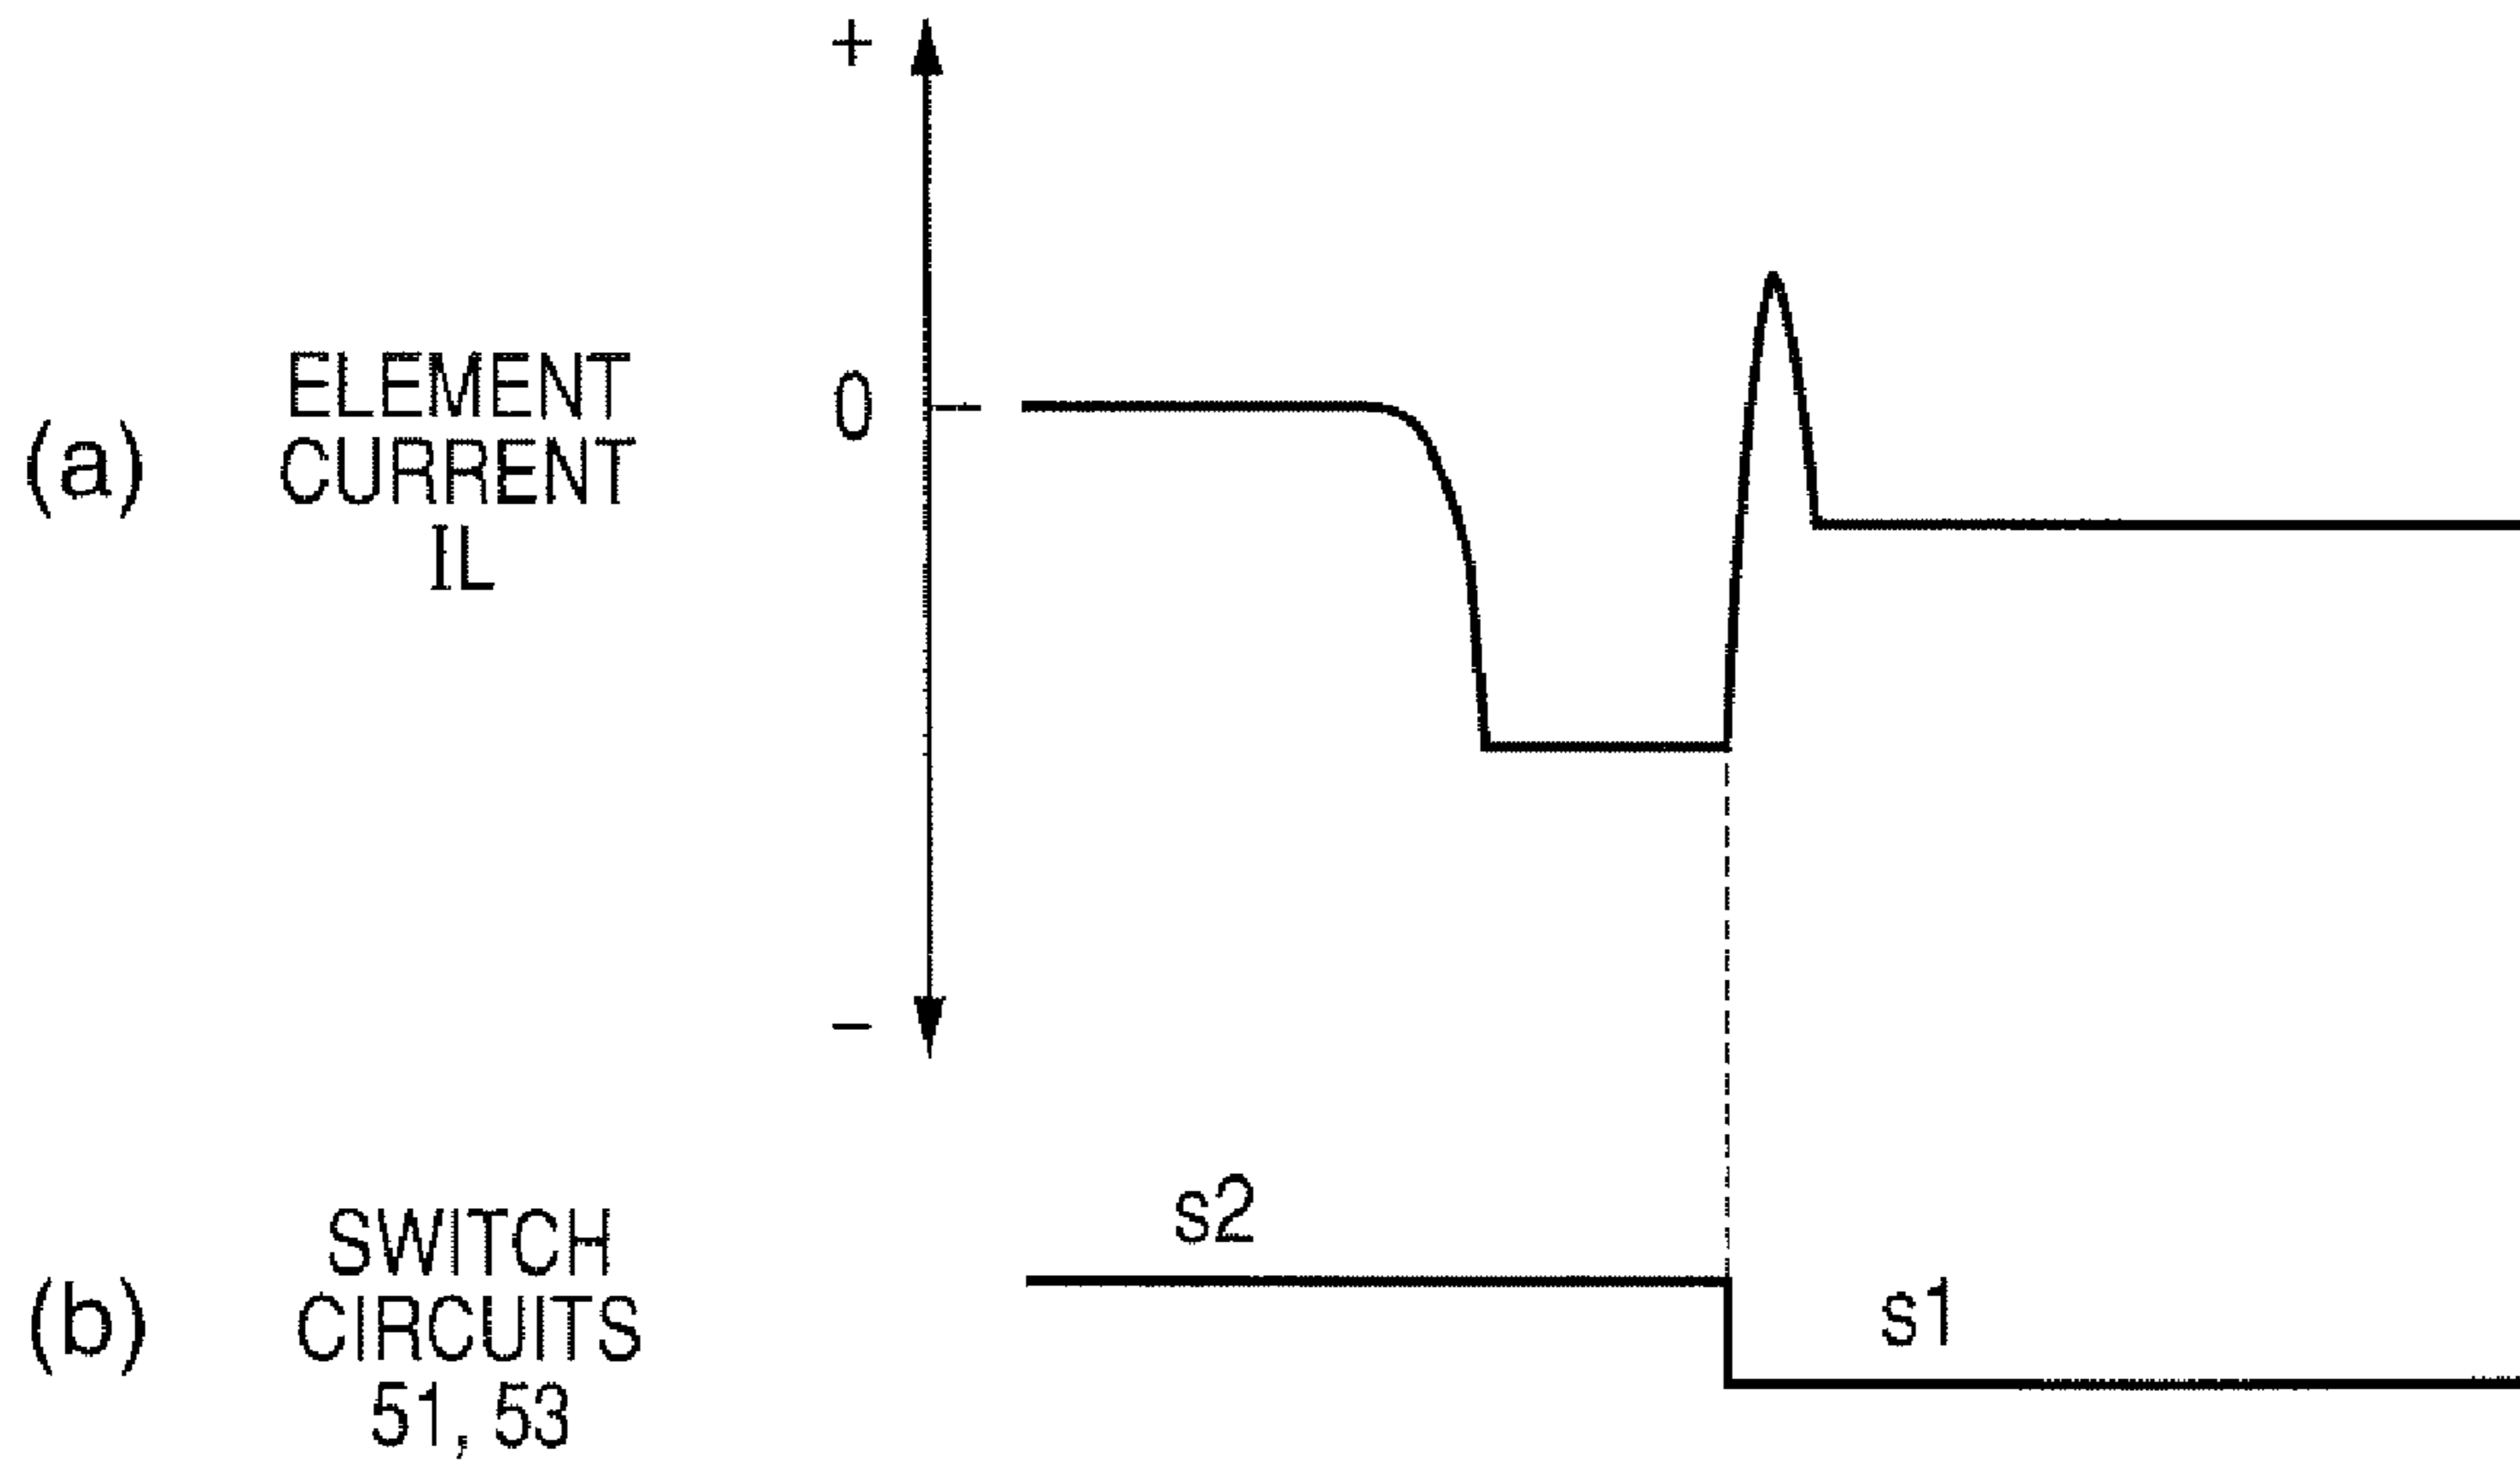 +
(a)
ELEMENT
CURRENT
IL
0
−
(b)
SWITCH
CIRCUITS
51, 53
s2
s1